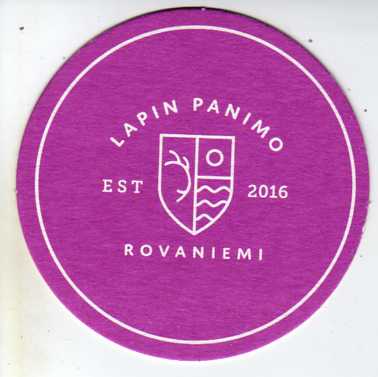 LAPIN PANIMO
EST 2016
ROVANIEMI